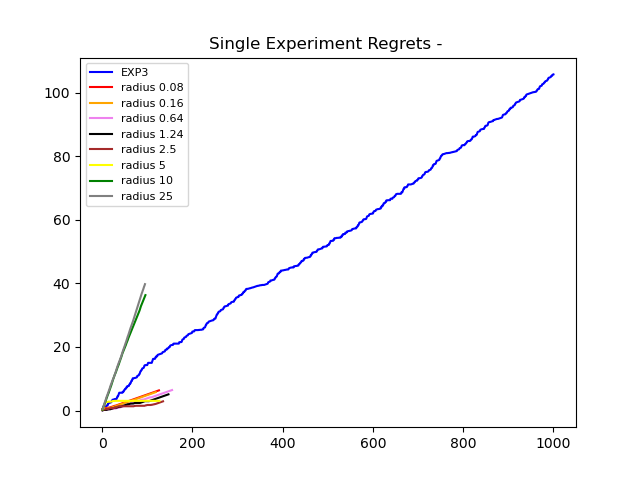 Single Experiment Regrets -
EXP3
radius 0.08
radius 0.16
radius 0.64
radius 1.24
radius 2.5
radius 5
radius 10
radius 25
100
80
60
40
20
0
0 200 400 600 800 1000